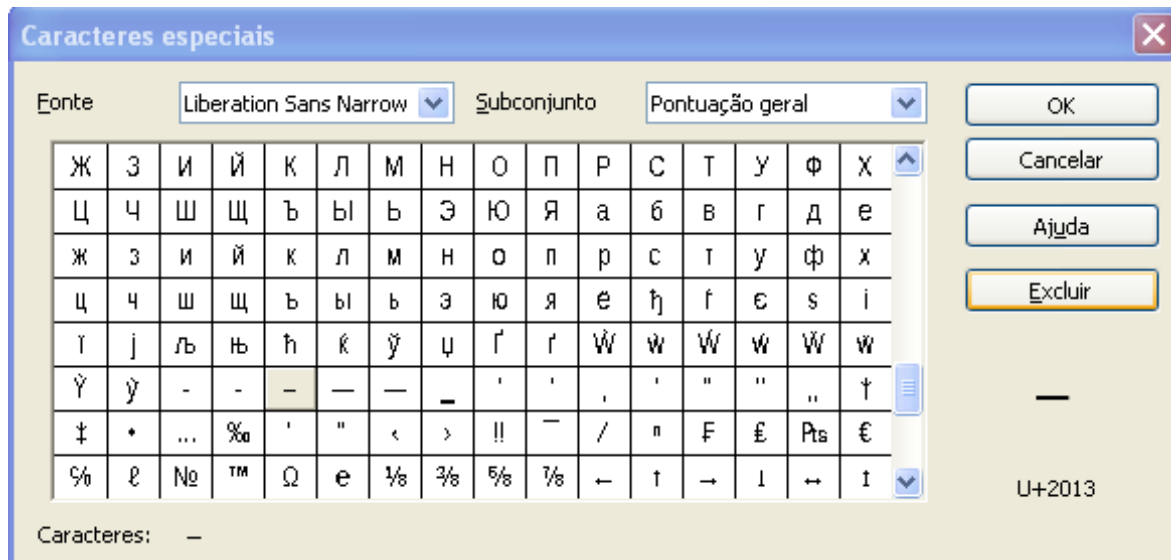 Caracteres especiais
Fonte Liberation Sans Narrow Subconjunto Pontuação geral OK
Cancelar
Ajuda
Excluir
Ж З И Й К Л М Н О П Р С Т У Ф Х
Ц Ч Ш Щ Ъ Ы Ь Э Ю Я а б в г д е
ж з и й к л м н о п р с т у ф х
ц ч ш щ ъ ы ь э ю я ё ђ ѓ є ѕ і
ї ј љ њ ћ ќ ў џ Ґ ґ Ẁ ẁ Ẃ ẃ Ẅ ẅ
Ỳ ỳ ‐ ‑ – — ― ‗ ‘ ’ ‚ ‛ “ ” „ †
‡ • … ‰ ′ ″ ‹ › ‼ ‾ ⁄ ⁿ ₣ ₤ ₧ €
℅ ℓ № ™ Ω ℮ ⅛ ⅜ ⅝ ⅞ ← ↑ → ↓ ↔ ↕
–
U+2013
Caracteres: –